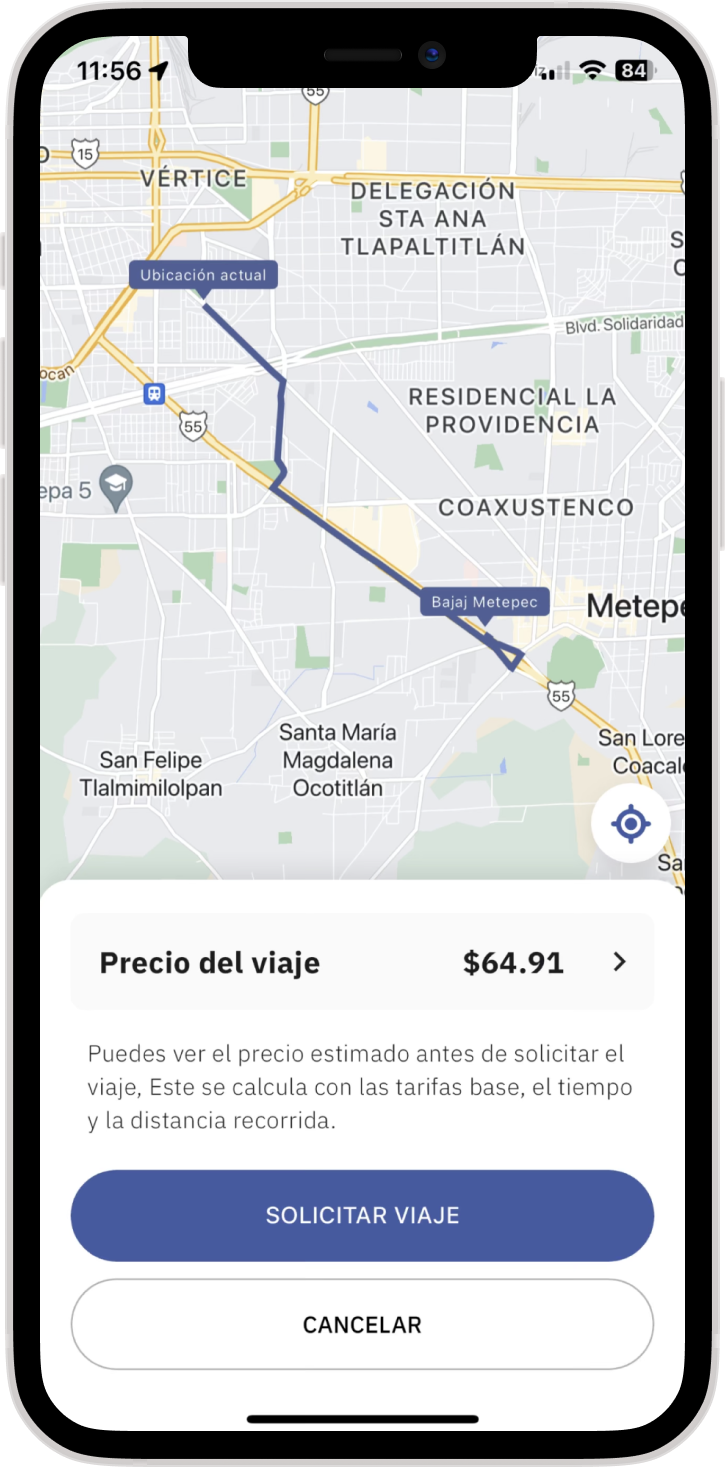 11:56
84
55
15
VÉRTICE
DELEGACIÓN
STA ANA
TLAPALTITLÁN
Ubicación actual
Blvd. Solidaridad
55
RESIDENCIAL LA
PROVIDENCIA
epa 5
COAXUSTENCO
Bajaj Metepec
Metepe
55
Santa María
Magdalena
Ocotitlán
San Felipe
Tlalmimilolpan
San Lore
Coacal
Sa
Precio del viaje $64.91
Puedes ver el precio estimado antes de solicitar el
viaje, Este se calcula con las tarifas base, el tiempo
y la distancia recorrida.
SOLICITAR VIAJE
CANCELAR